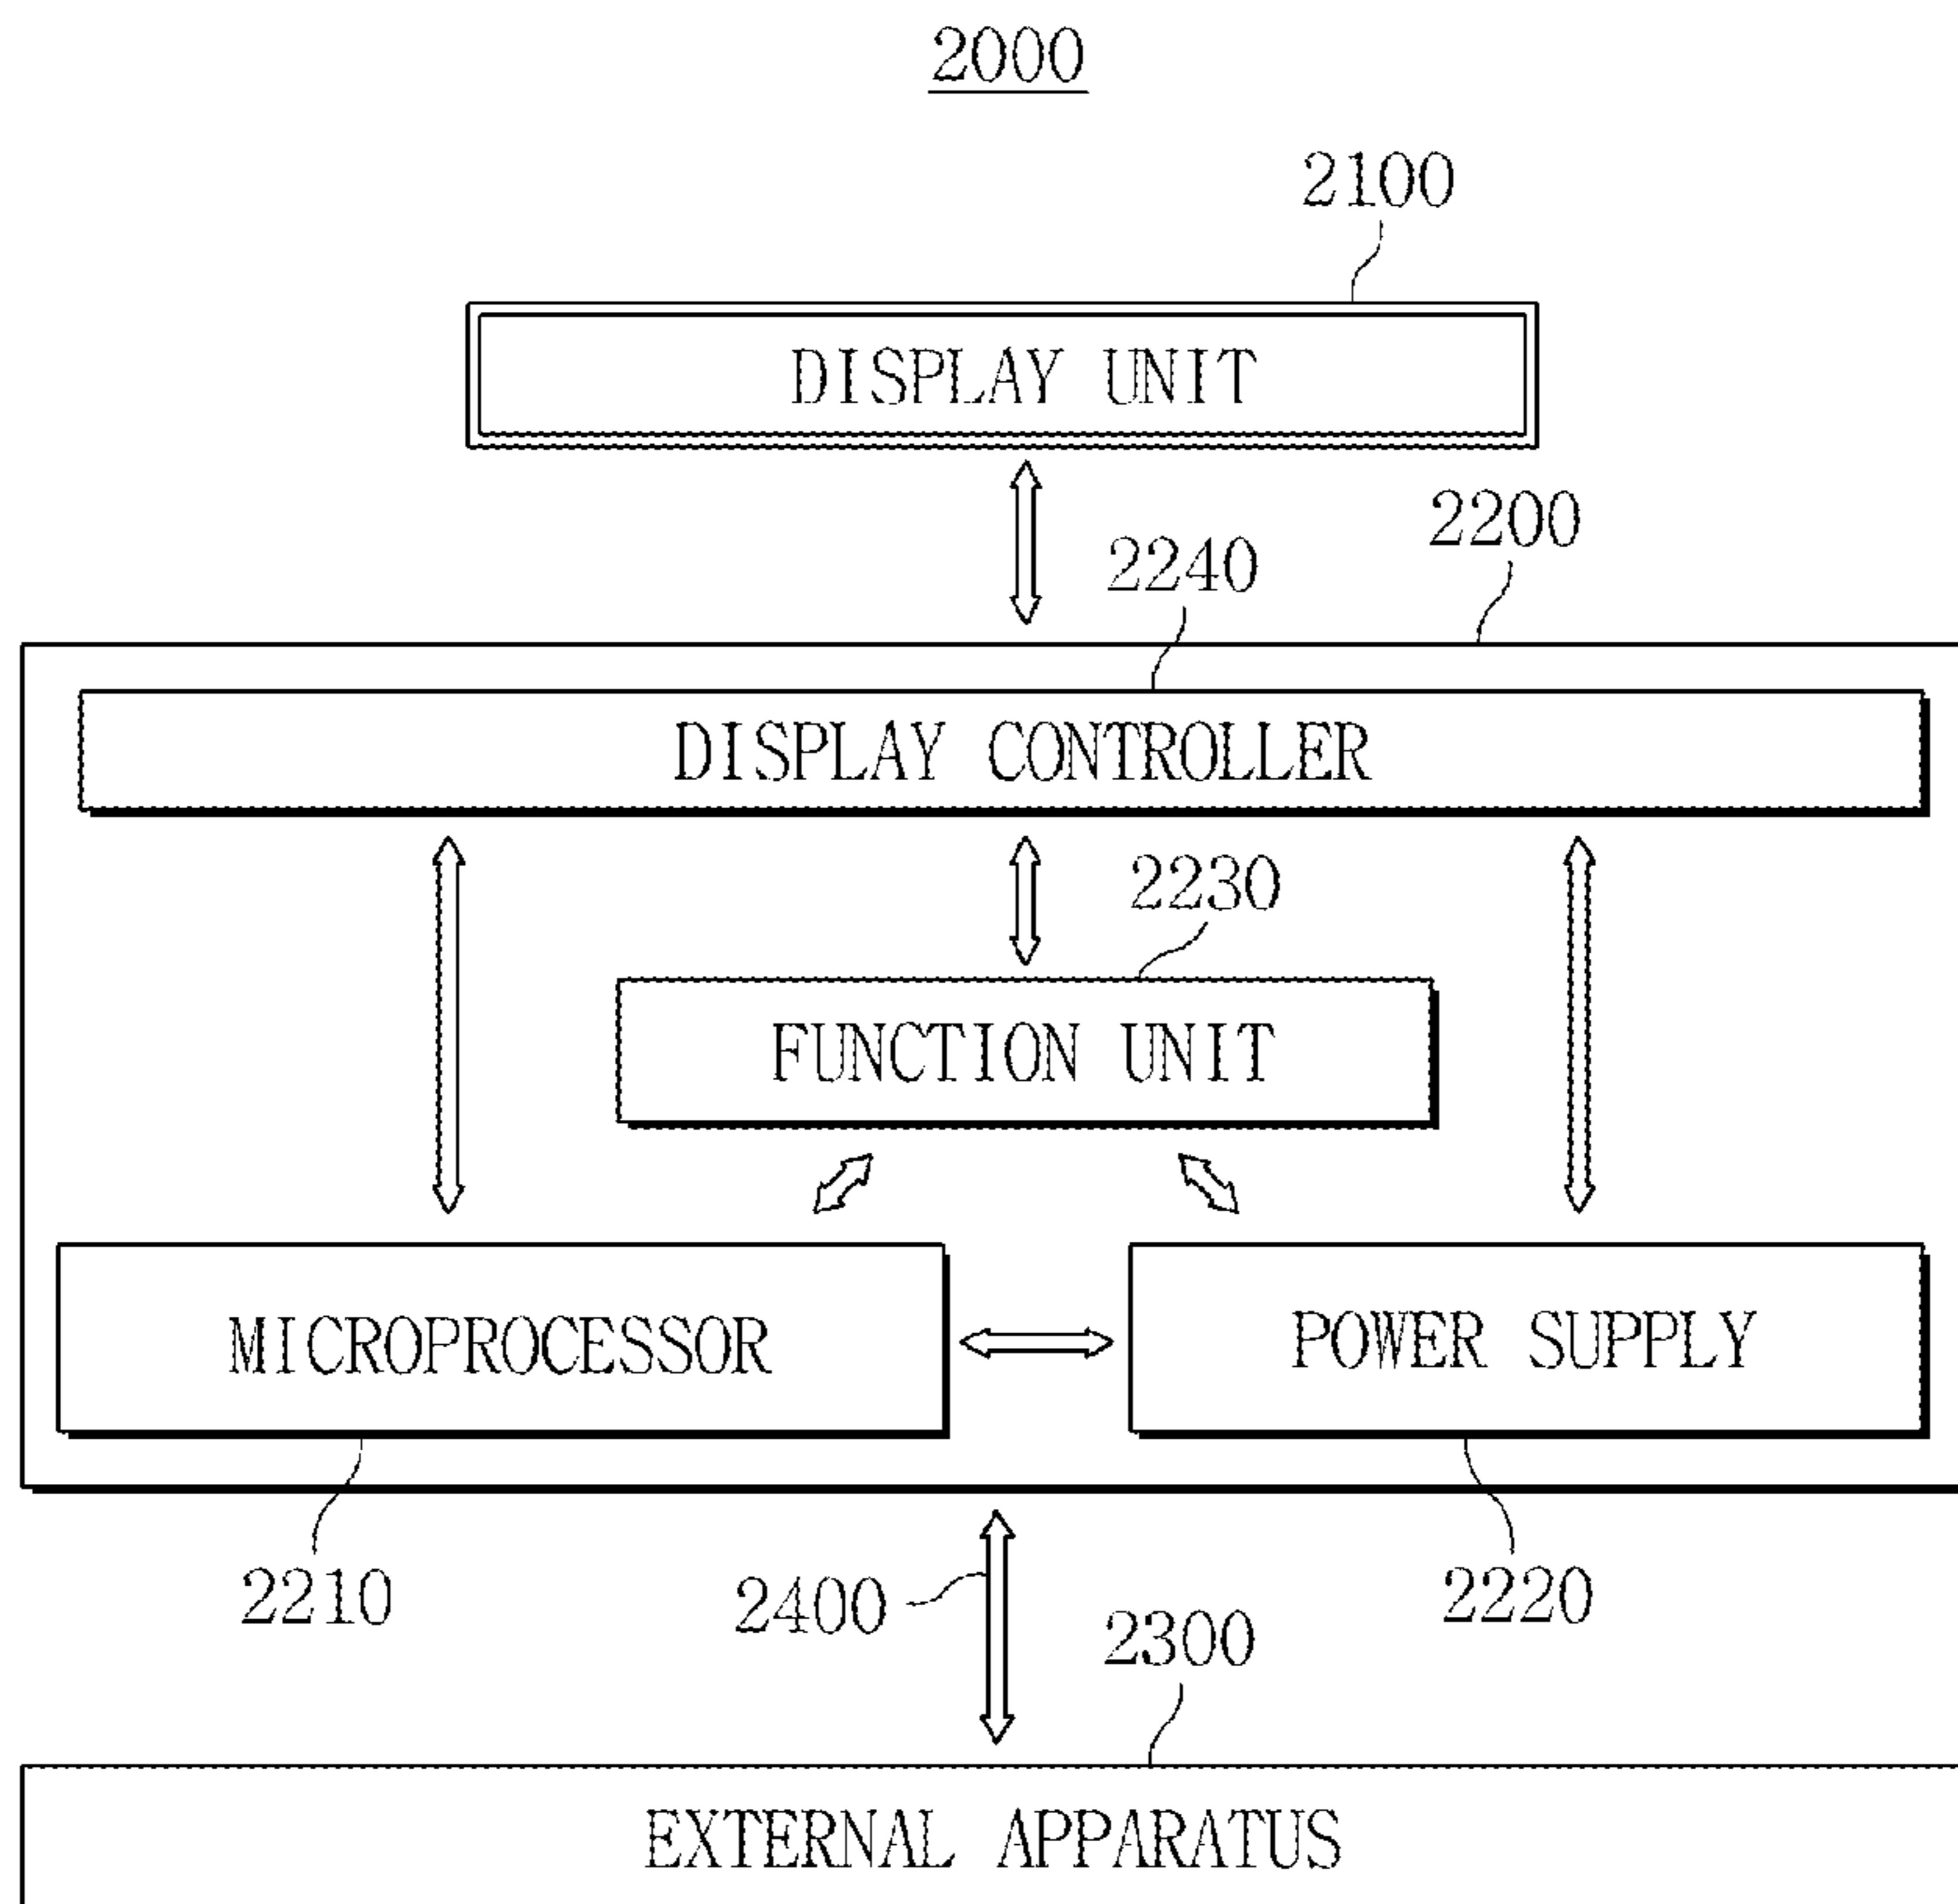 2000
2100
DISPLAY UNIT
2200
2240
DISPLAY CONTROLLER
2230
FUNCTION UNIT
MICROPROCESSOR
POWER SUPPLY
2210
2400
2220
2300
EXTERNAL APPARATUS